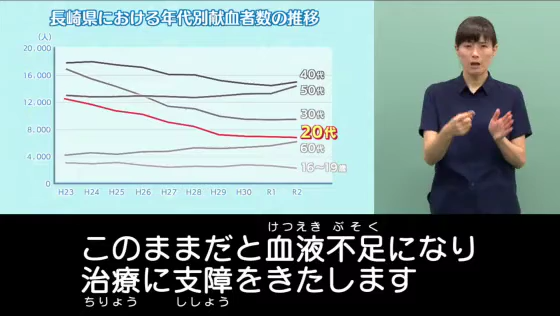 長崎県における年代別献血者数の推移
(人)
20,000
16,000
12,000
8,000
4,000
0
H23 H24 H25 H26 H27 H28 H29 H30 R1 R2
40代
50代
30代
20代
60代
16～19歳
けつえき ぶそく
このままだと血液不足になり
治療に支障をきたします
ちりょう ししょう